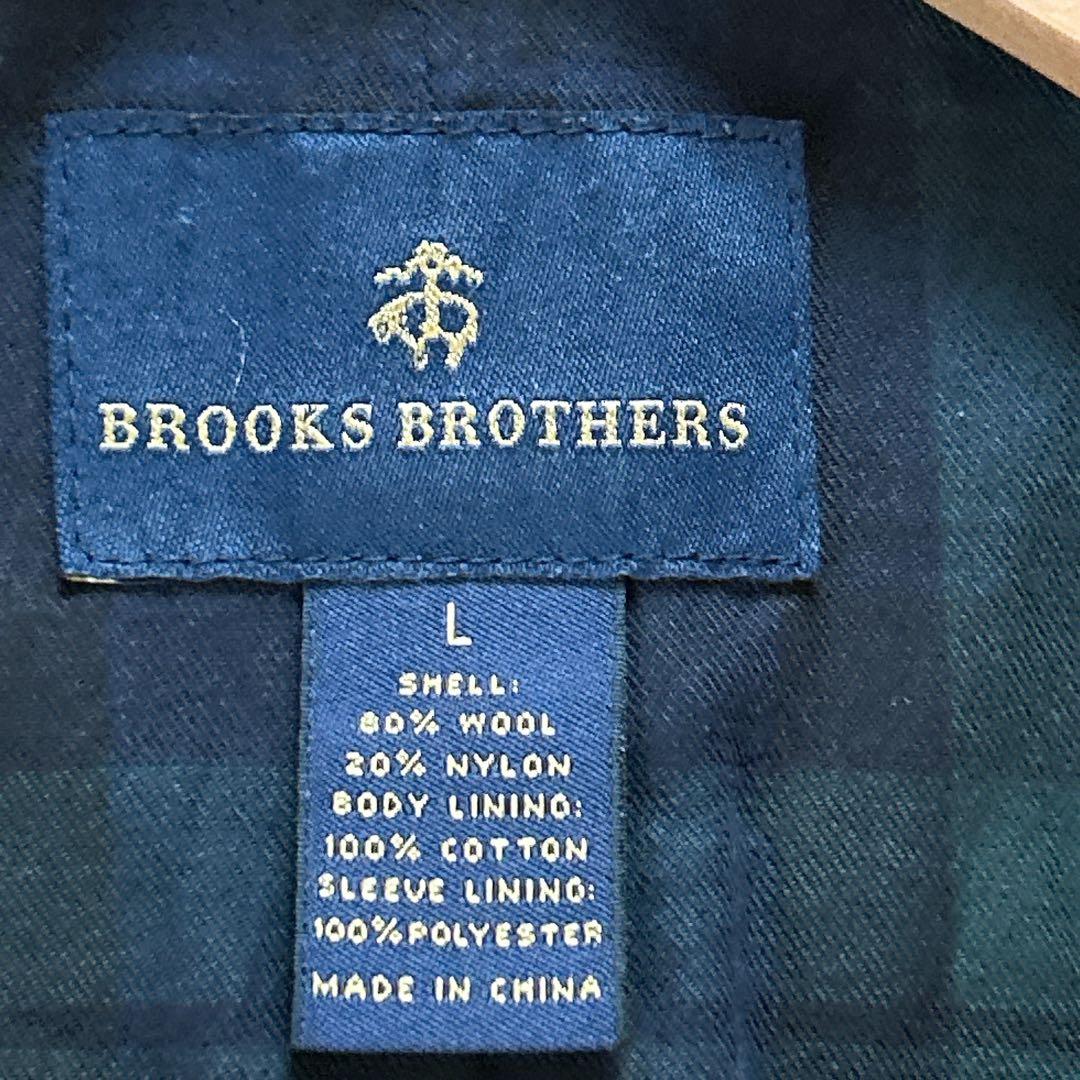 BROOKS BROTHERS
L
SHELL:
80% WOOL
20% NYLON
BODY LINING:
100% COTTON
SLEEVE LINING:
100% POLYESTER
MADE IN CHINA